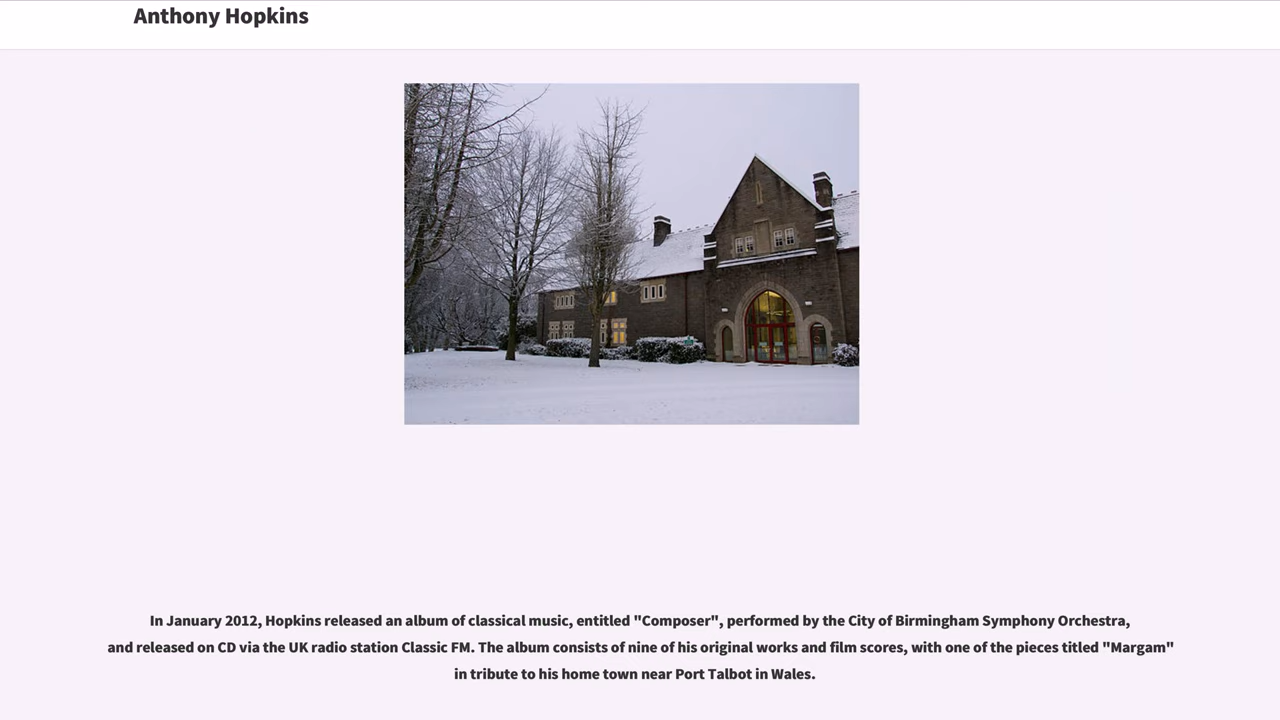 Anthony Hopkins
In January 2012, Hopkins released an album of classical music, entitled "Composer", performed by the City of Birmingham Symphony Orchestra,
and released on CD via the UK radio station Classic FM. The album consists of nine of his original works and film scores, with one of the pieces titled "Margam"
in tribute to his home town near Port Talbot in Wales.